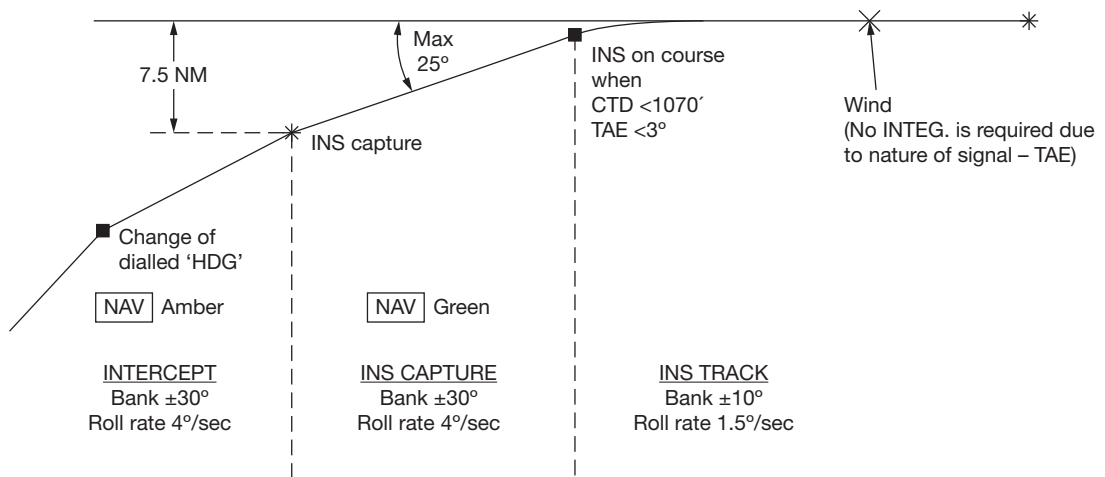 7.5 NM
Max
25º
INS on course
when
CTD <1070´
TAE <3º
Wind
(No INTEG. is required due
to nature of signal – TAE)
INS capture
Change of
dialled ‘HDG’
NAV Amber
NAV Green
INTERCEPT
Bank ±30º
Roll rate 4º/sec
INS CAPTURE
Bank ±30º
Roll rate 4º/sec
INS TRACK
Bank ±10º
Roll rate 1.5º/sec